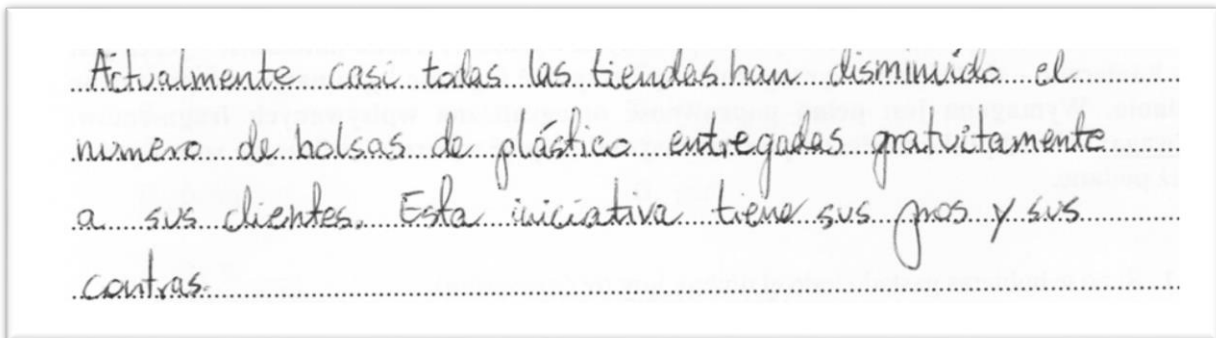 Actualmente casi todas las tiendas han disminuido el
numero de bolsas de plástico entregadas gratuitamente
a sus clientes. Esta iniciativa tiene sus pros y sus
contras.